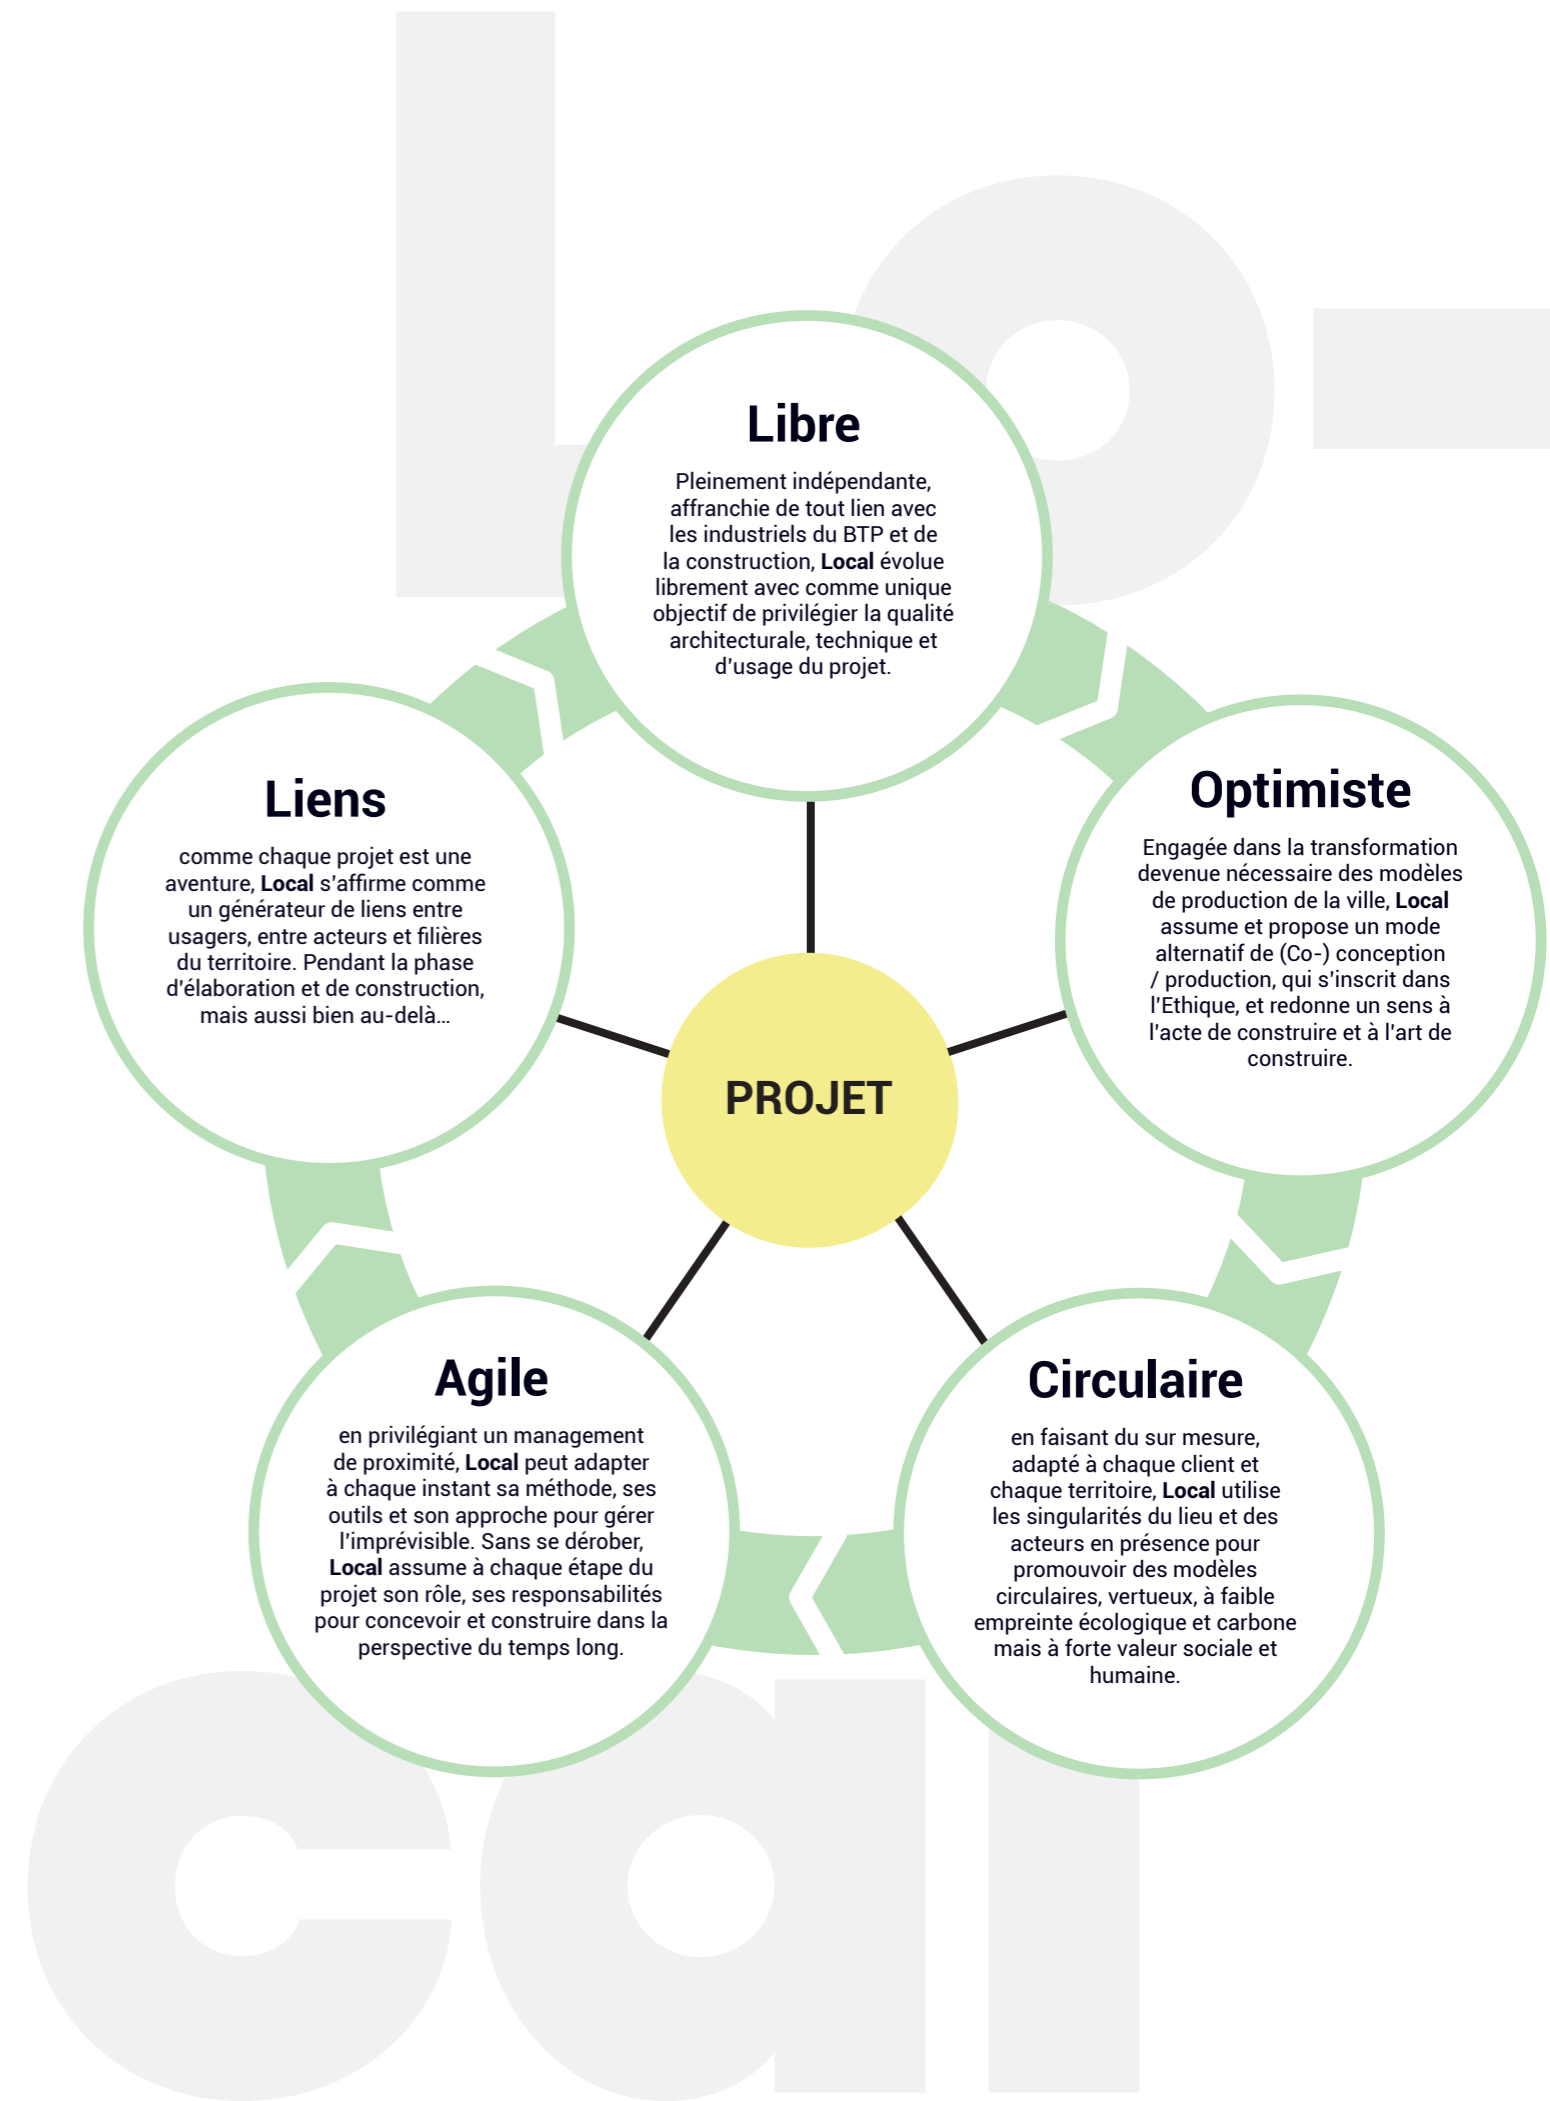 Lo-
Libre
Pleinement indépendante,
affranchie de tout lien avec
les industriels du BTP et de
la construction, Local évolue
librement avec comme unique
objectif de privilégier la qualité
architecturale, technique et
d'usage du projet.
Optimiste
Engagée dans la transformation
devenue nécessaire des modèles
de production de la ville, Local
assume et propose un mode
alternatif de (Co-) conception
/ production, qui s'inscrit dans
l'Ethique, et redonne un sens à
l'acte de construire et à l'art de
construire.
Circulaire
en faisant du sur mesure,
adapté à chaque client et
chaque territoire, Local utilise
les singularités du lieu et des
acteurs en présence pour
promouvoir des modèles
circulaires, vertueux, à faible
empreinte écologique et carbone
mais à forte valeur sociale et
humaine.
Agile
en privilégiant un management
de proximité, Local peut adapter
à chaque instant sa méthode, ses
outils et son approche pour gérer
l'imprévisible. Sans se dérober,
Local assume à chaque étape du
projet son rôle, ses responsabilités
pour concevoir et construire dans la
perspective du temps long.
Liens
comme chaque projet est une
aventure, Local s'affirme comme
un générateur de liens entre
usagers, entre acteurs et filières
du territoire. Pendant la phase
d'élaboration et de construction,
mais aussi bien au-delà...
PROJET
cal